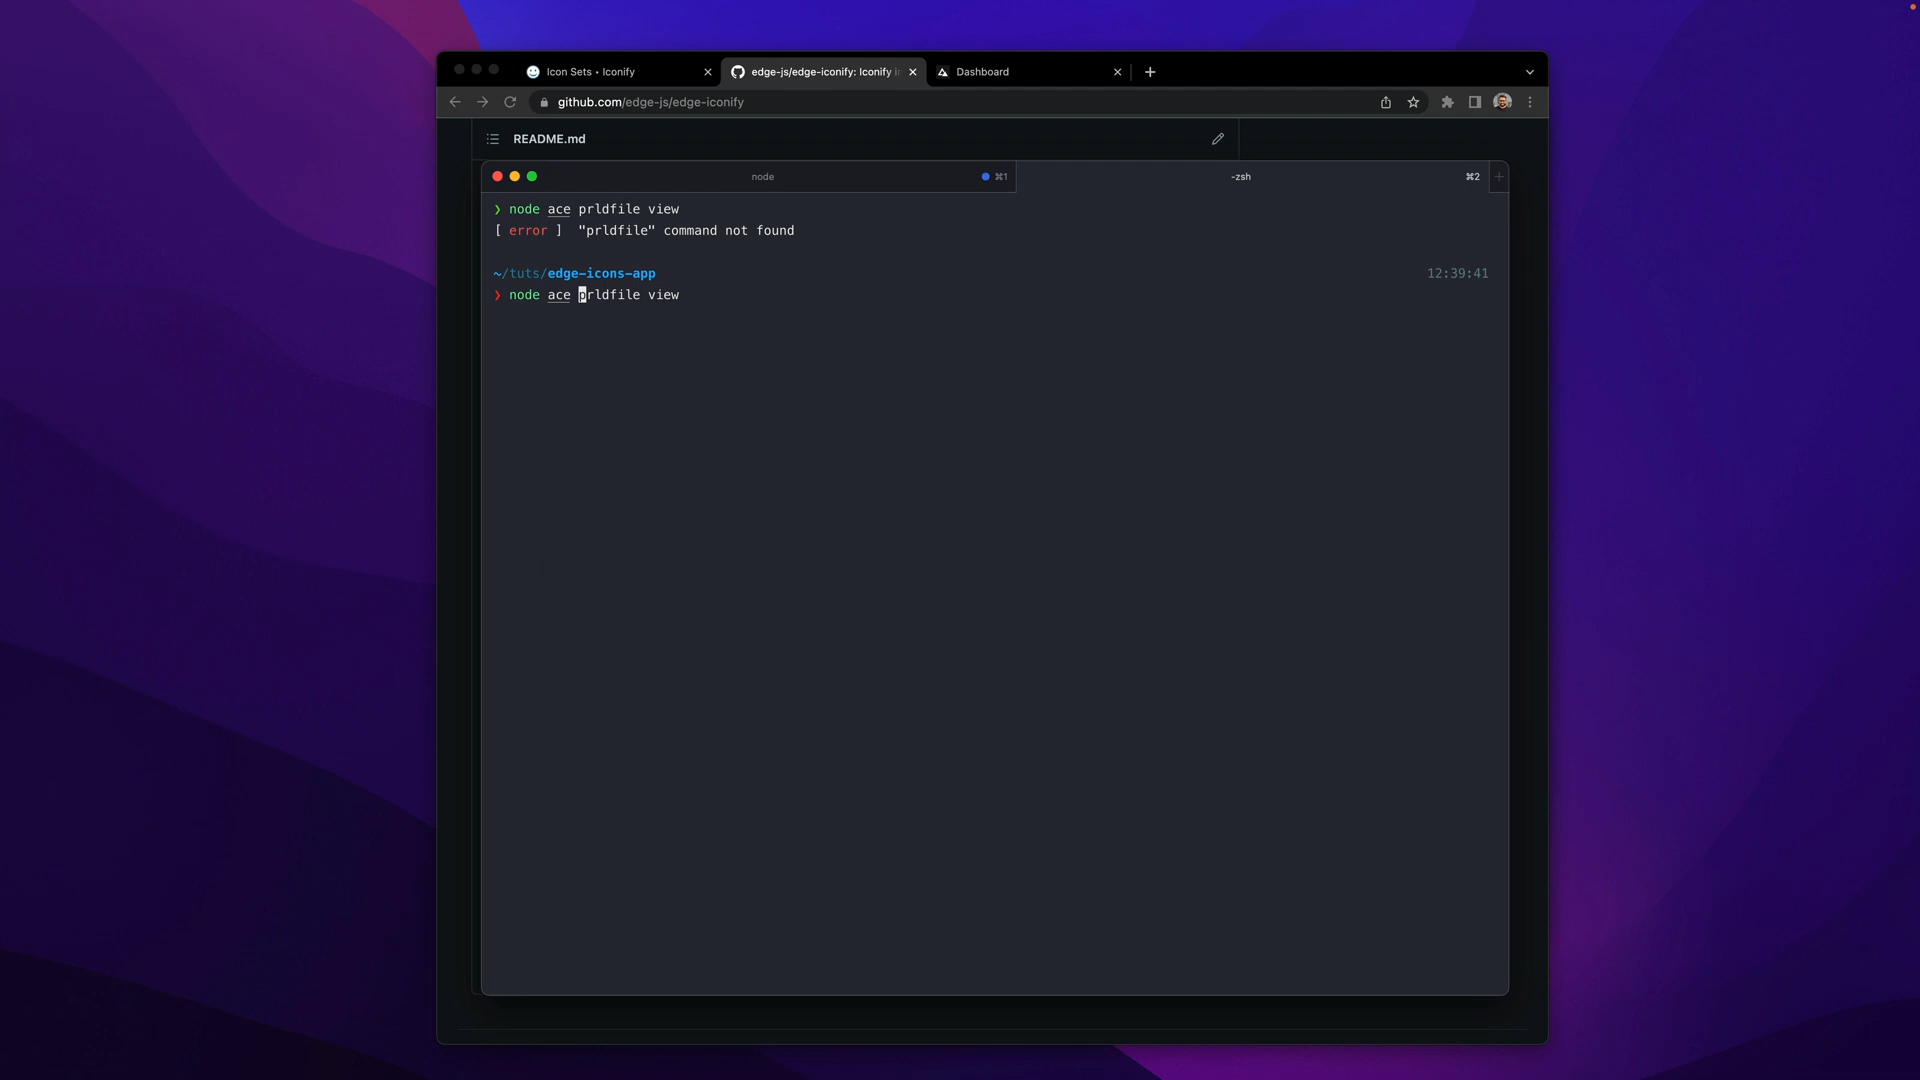 Icon Sets • Iconify
edge-js/edge-iconify: Iconify i
Dashboard
github.com/edge-js/edge-iconify
README.md
node
⌘1
-zsh
⌘2
❯ node ace prldfile view
[ error ]  "prldfile" command not found
~/tuts/edge-icons-app
12:39:41
❯ node ace prldfile view